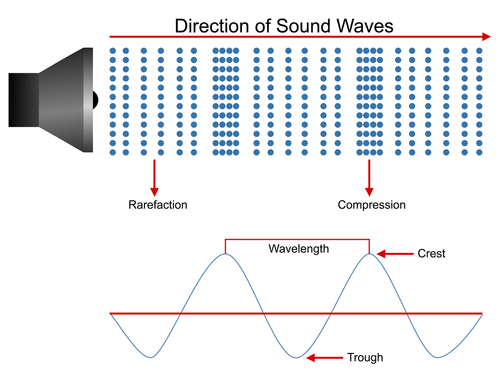 Direction of Sound Waves
Rarefaction
Compression
Wavelength
Crest
Trough